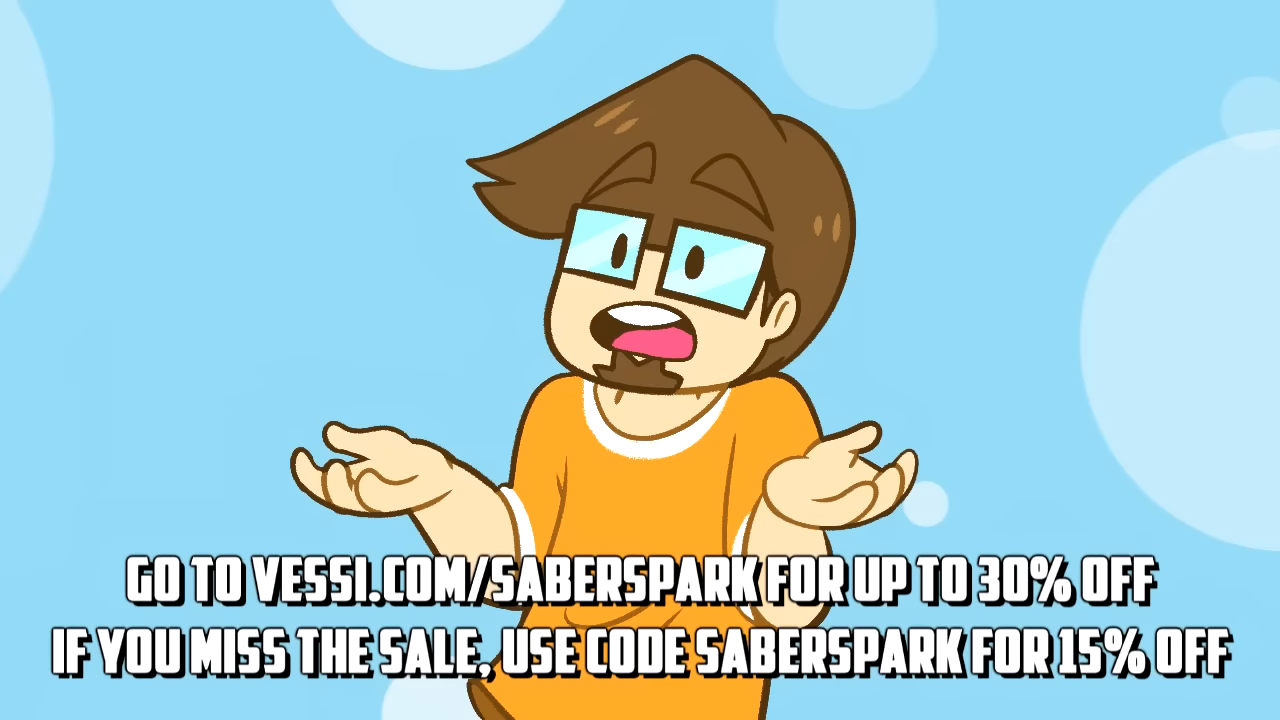 GO TO VESSI.COM/SABERSPARK FOR UP TO 30% OFF
IF YOU MISS THE SALE, USE CODE SABERSPARK FOR 15% OFF